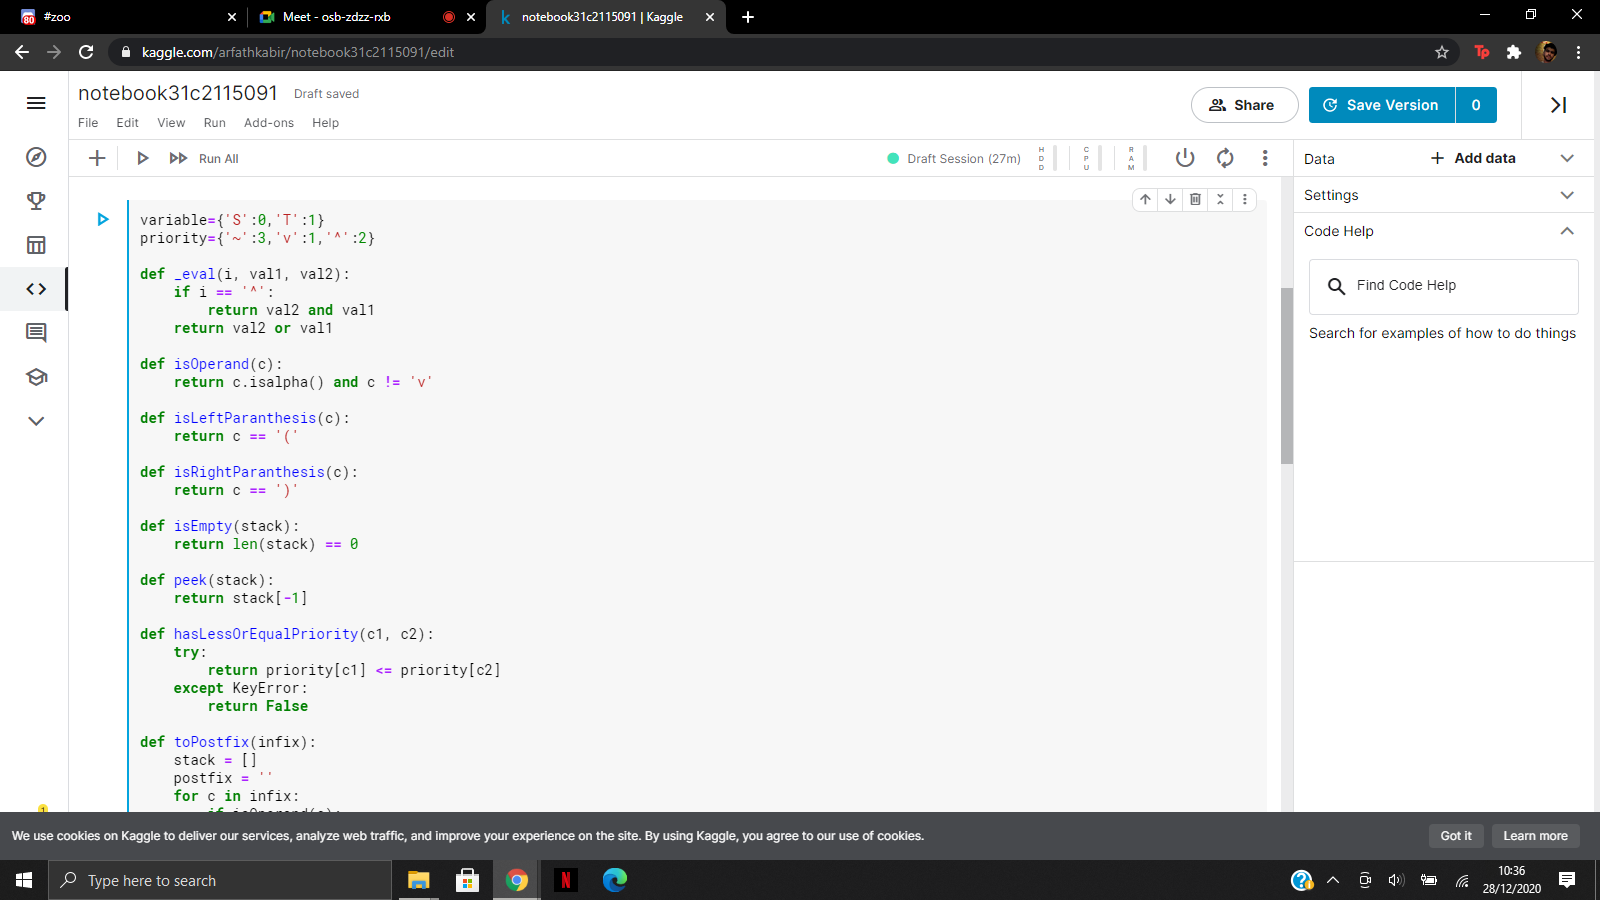 #zoo
Meet - osb-zdzz-rxb
notebook31c2115091 | Kaggle
kaggle.com/arfathkabir/notebook31c2115091/edit
notebook31c2115091 Draft saved
File Edit View Run Add-ons Help
Share
Save Version 0
Run All
Draft Session (27m)
HDD
CPU
RAM
Data
+ Add data
Settings
Code Help
Find Code Help
Search for examples of how to do things
variable={'S':0,'T':1}
priority={'~':3,'v':1,'^':2}
def _eval(i, val1, val2):
if i == '^':
return val2 and val1
return val2 or val1
def isOperand(c):
return c.isalpha() and c != 'v'
def isLeftParanthesis(c):
return c == '('
def isRightParanthesis(c):
return c == ')'
def isEmpty(stack):
return len(stack) == 0
def peek(stack):
return stack[-1]
def hasLessOrEqualPriority(c1, c2):
try:
return priority[c1] <= priority[c2]
except KeyError:
return False
def toPostfix(infix):
stack = []
postfix = ''
for c in infix:
We use cookies on Kaggle to deliver our services, analyze web traffic, and improve your experience on the site. By using Kaggle, you agree to our use of cookies.
Got it
Learn more
Type here to search
10:36
28/12/2020